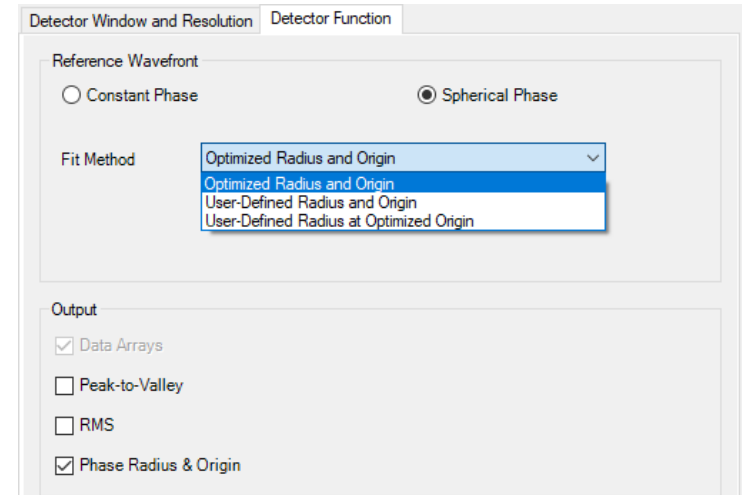 Detector Window and Resolution Detector Function
Reference Wavefront
Constant Phase Spherical Phase
Fit Method Optimized Radius and Origin
Optimized Radius and Origin
User-Defined Radius and Origin
User-Defined Radius at Optimized Origin
Output
Data Arrays
Peak-to-Valley
RMS
Phase Radius & Origin